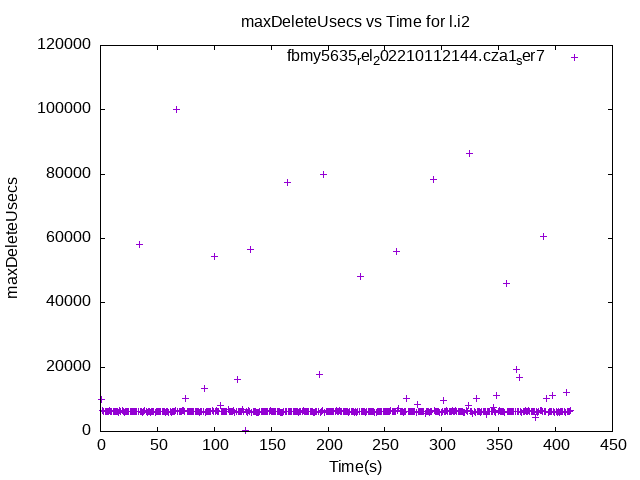 maxDeleteUsecs vs Time for l.i2
fbmy5635rel202210112144.cza1ser7
120000
100000
80000
60000
40000
20000
0
maxDeleteUsecs
0 50 100 150 200 250 300 350 400 450
Time(s)